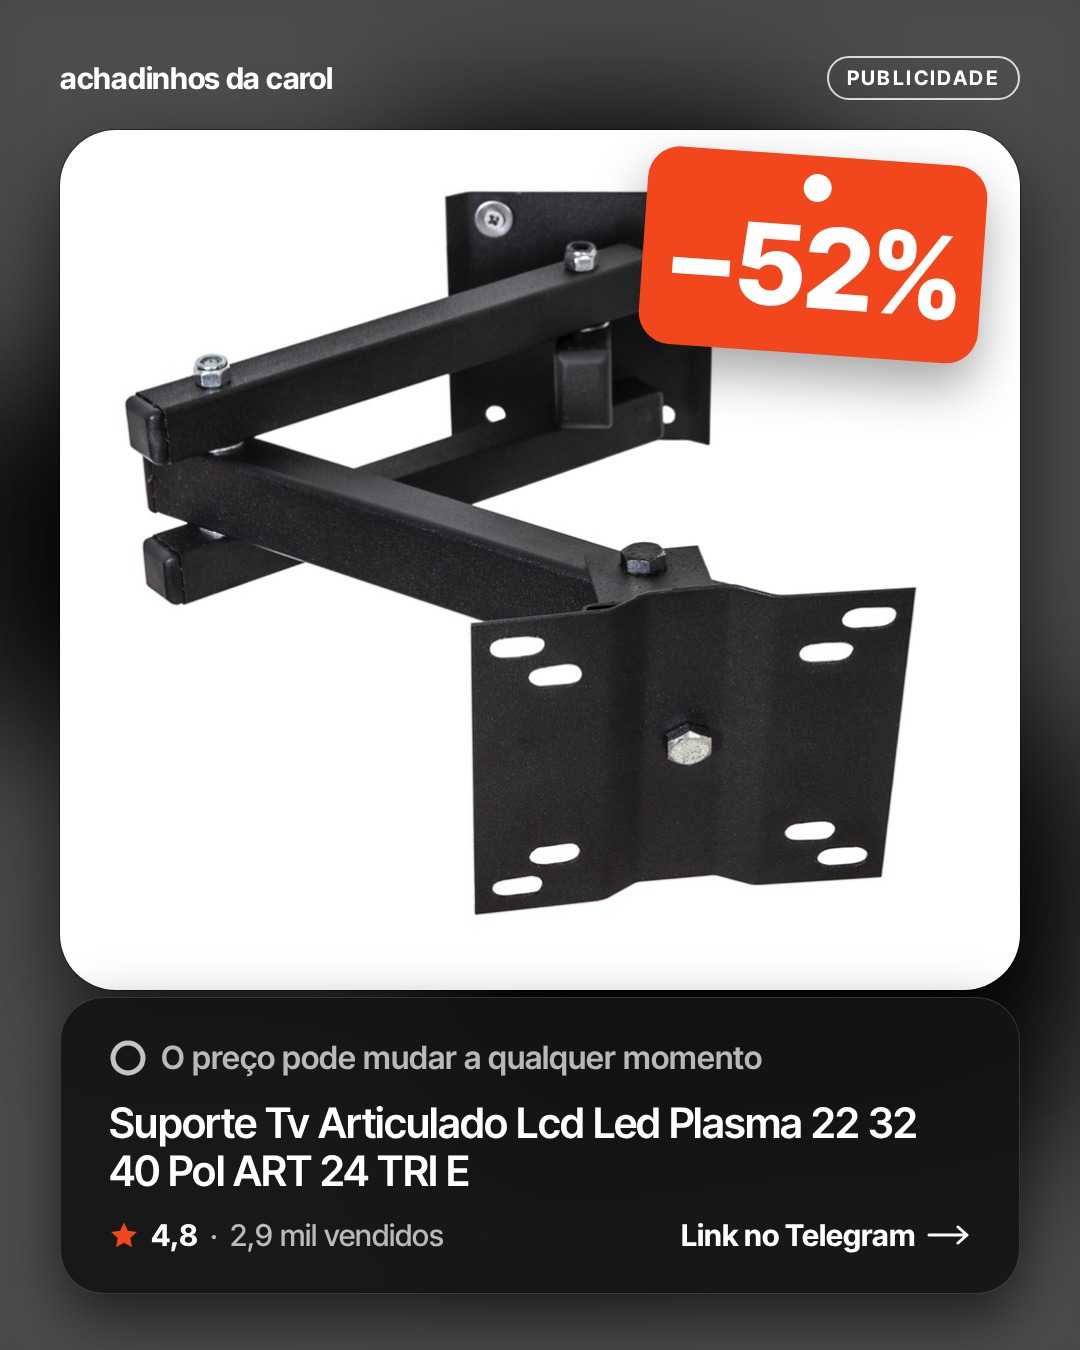 achadinhos da carol
PUBLICIDADE
–52%
O preço pode mudar a qualquer momento
Suporte Tv Articulado Lcd Led Plasma 22 32
40 Pol ART 24 TRI E
4,8 · 2,9 mil vendidos
Link no Telegram →